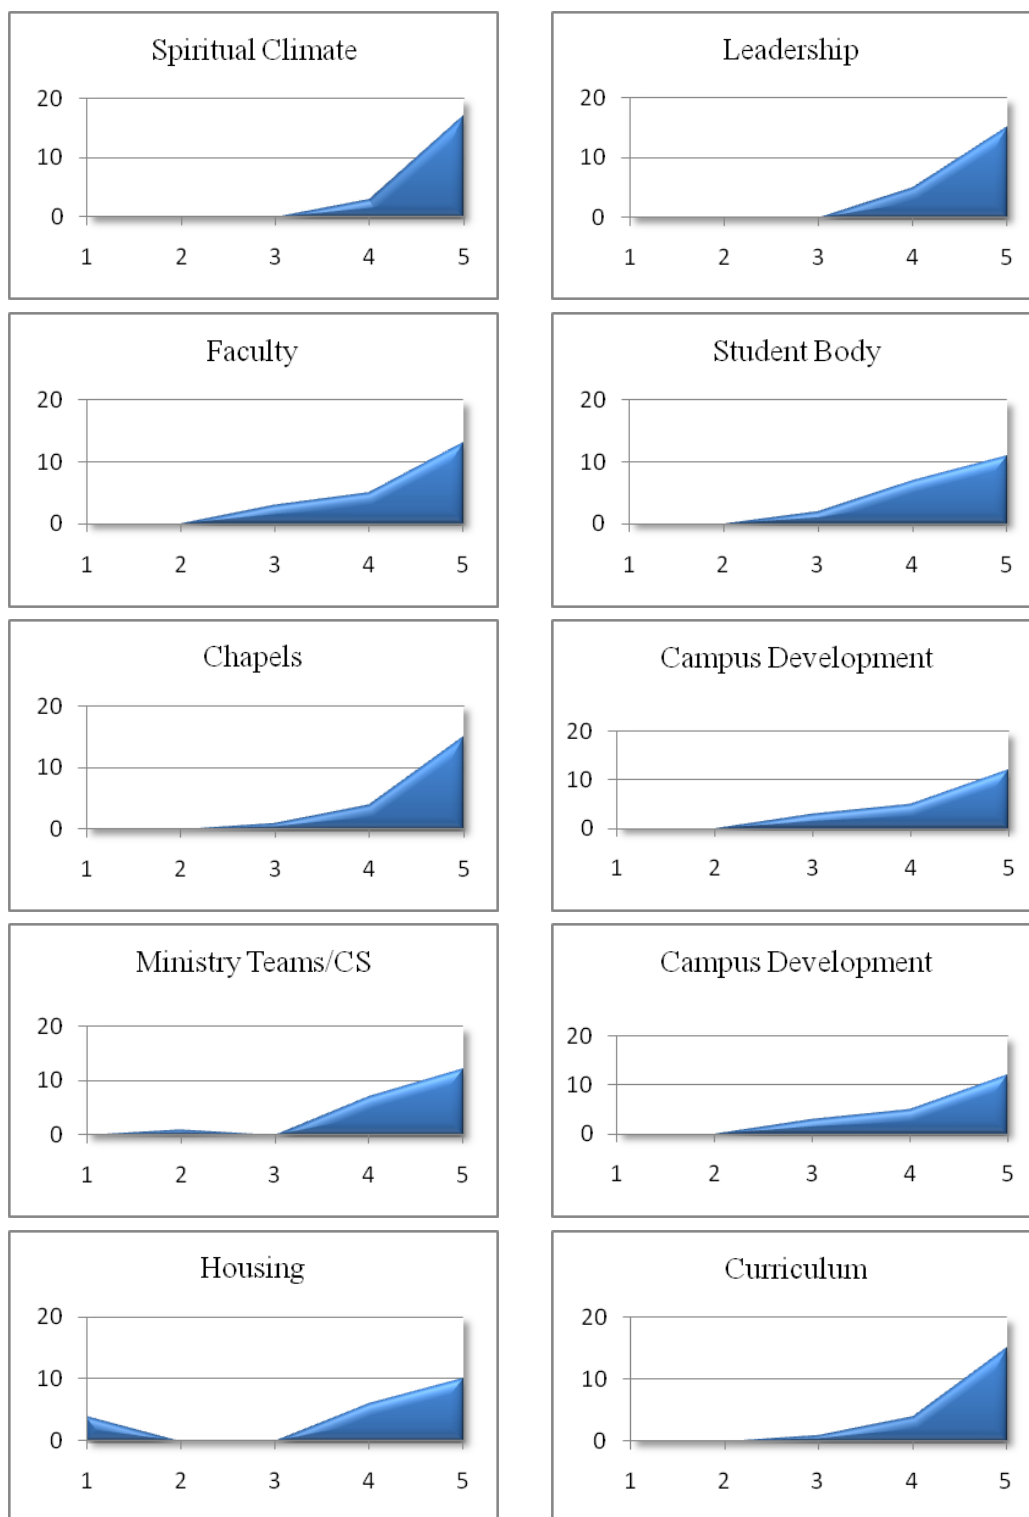 Spiritual Climate
20
10
0
1 2 3 4 5
Leadership
20
10
0
1 2 3 4 5
Faculty
20
10
0
1 2 3 4 5
Student Body
20
10
0
1 2 3 4 5
Chapels
20
10
0
1 2 3 4 5
Campus Development
20
10
0
1 2 3 4 5
Ministry Teams/CS
20
10
0
1 2 3 4 5
Campus Development
20
10
0
1 2 3 4 5
Housing
20
10
0
1 2 3 4 5
Curriculum
20
10
0
1 2 3 4 5